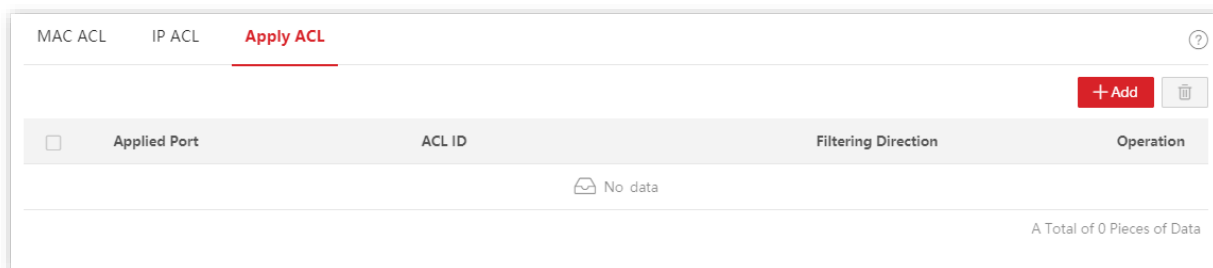 MAC ACL IP ACL Apply ACL ?
+ Add
Applied Port ACL ID Filtering Direction Operation
No data
A Total of 0 Pieces of Data